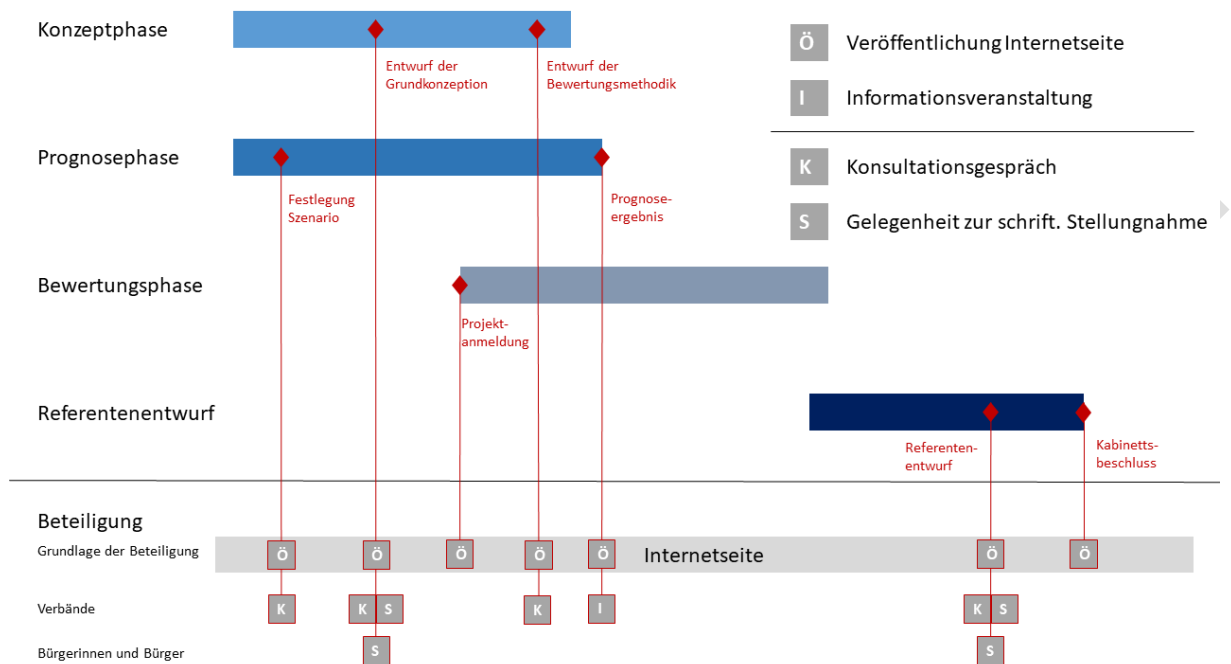 Konzeptphase
Entwurf der
Grundkonzeption
Entwurf der
Bewertungsmethodik
Ö Veröffentlichung Internetseite
I Informationsveranstaltung
K Konsultationsgespräch
S Gelegenheit zur schrift. Stellungnahme
Prognosephase
Festlegung
Szenario
Prognose-
ergebnis
Bewertungsphase
Projekt-
anmeldung
Referentenentwurf
Referenten-
entwurf
Kabinetts-
beschluss
Beteiligung
Grundlage der Beteiligung Ö Ö Ö Ö Ö Internetseite Ö Ö
Verbände K K S K I K S
Bürgerinnen und Bürger S S